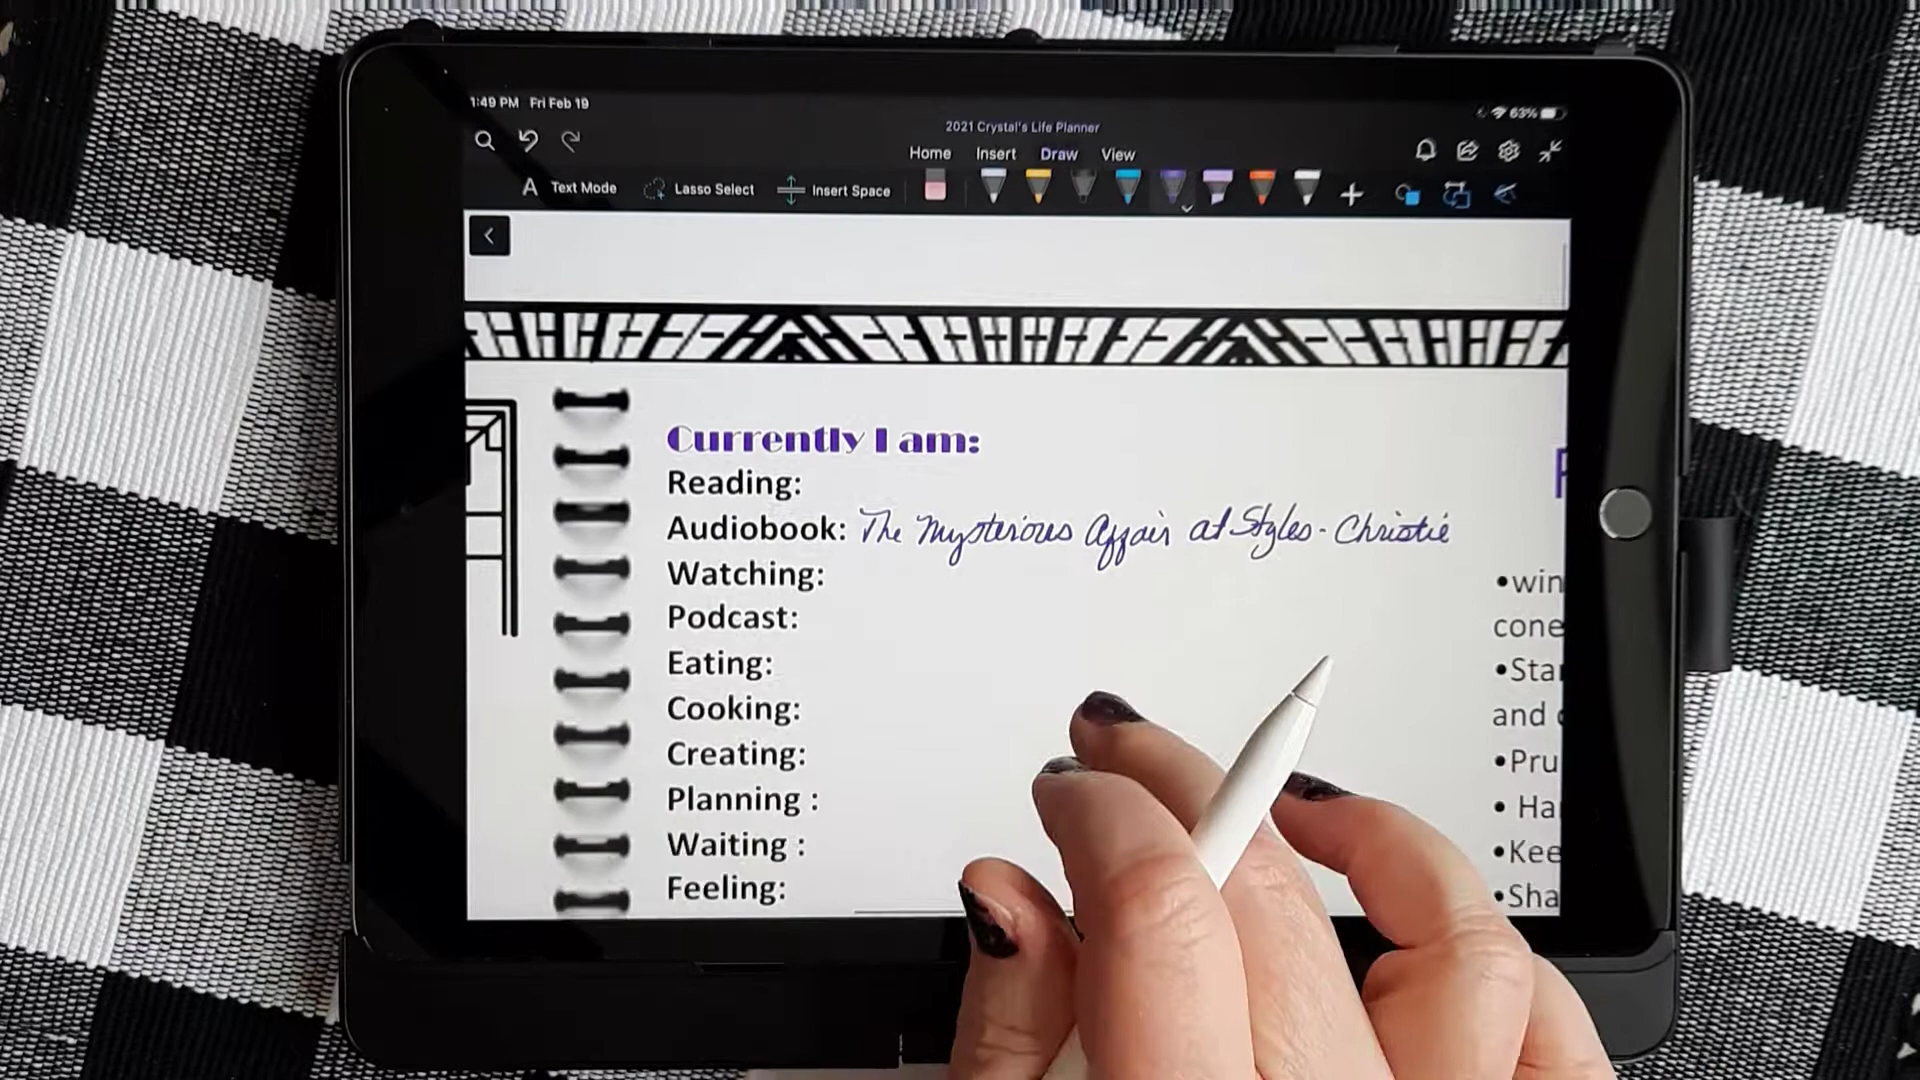 1:49 PM Fri Feb 19
63%
2021 Crystal's Life Planner
Home Insert Draw View
A Text Mode Lasso Select Insert Space
Currently I am:
Reading:
Audiobook: The Mysterious Affair at Styles - Christie
Watching:
Podcast:
Eating:
Cooking:
Creating:
Planning :
Waiting :
Feeling:
•win
cone
•Sta
and
•Pru
• Ha
•Kee
•Sha